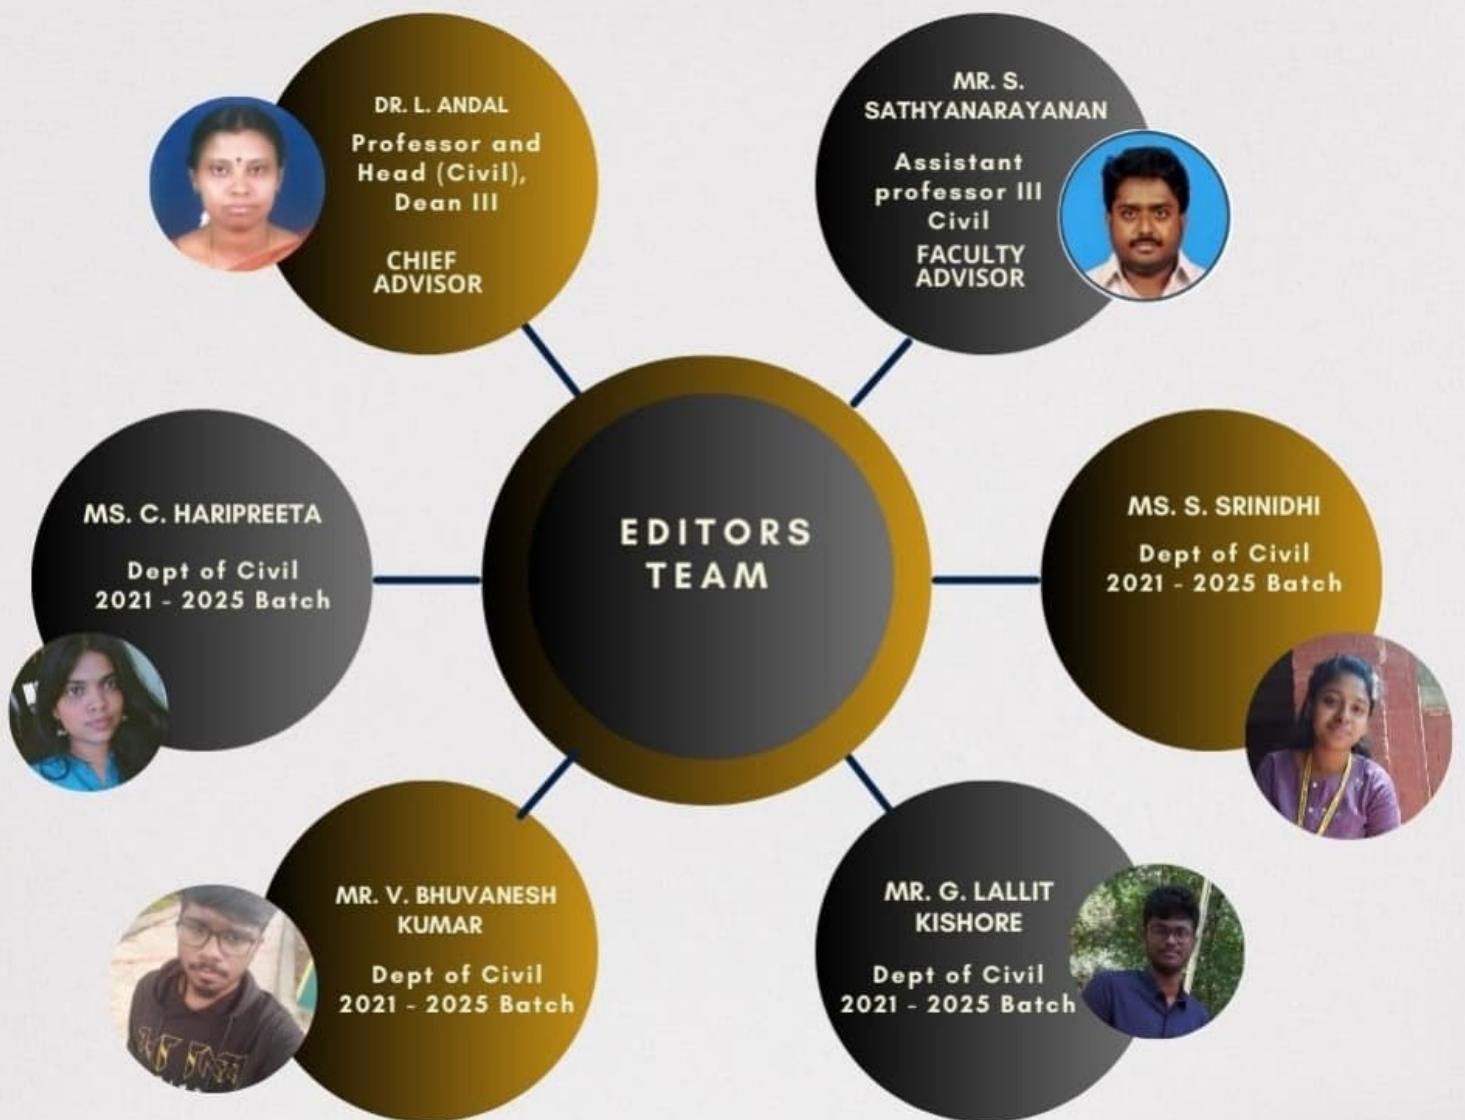 DR. L. ANDAL
Professor and
Head (Civil),
Dean III
CHIEF
ADVISOR
MR. S.
SATHYANARAYANAN
Assistant
professor III
Civil
FACULTY
ADVISOR
MS. C. HARIPREETA
Dept of Civil
2021 - 2025 Batch
EDITORS
TEAM
MS. S. SRINIDHI
Dept of Civil
2021 - 2025 Batch
MR. V. BHUVANESH
KUMAR
Dept of Civil
2021 - 2025 Batch
MR. G. LALLIT
KISHORE
Dept of Civil
2021 - 2025 Batch